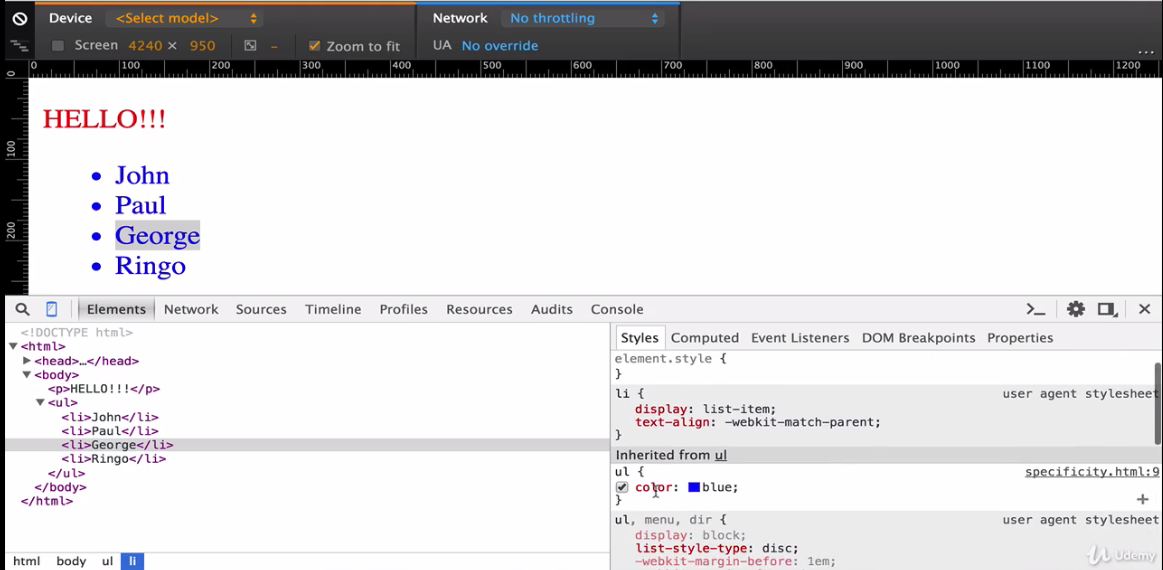 Device <Select model> Network No throttling
Screen 4240 × 950 – Zoom to fit UA No override
...
0 100 200 300 400 500 600 700 800 900 1000 1100 1200
0
100
200
HELLO!!!
• John
• Paul
• George
• Ringo
Elements Network Sources Timeline Profiles Resources Audits Console
<!DOCTYPE html>
<html>
<head>…</head>
<body>
<p>HELLO!!!</p>
<ul>
<li>John</li>
<li>Paul</li>
<li>George</li>
<li>Ringo</li>
</ul>
</body>
</html>
html body ul li
Styles Computed Event Listeners DOM Breakpoints Properties
element.style {
}
li { user agent stylesheet
display: list-item;
text-align: -webkit-match-parent;
}
Inherited from ul
ul { specificity.html:9
color: blue;
}
ul, menu, dir { user agent stylesheet
display: block;
list-style-type: disc;
-webkit-margin-before: 1em;
Udemy